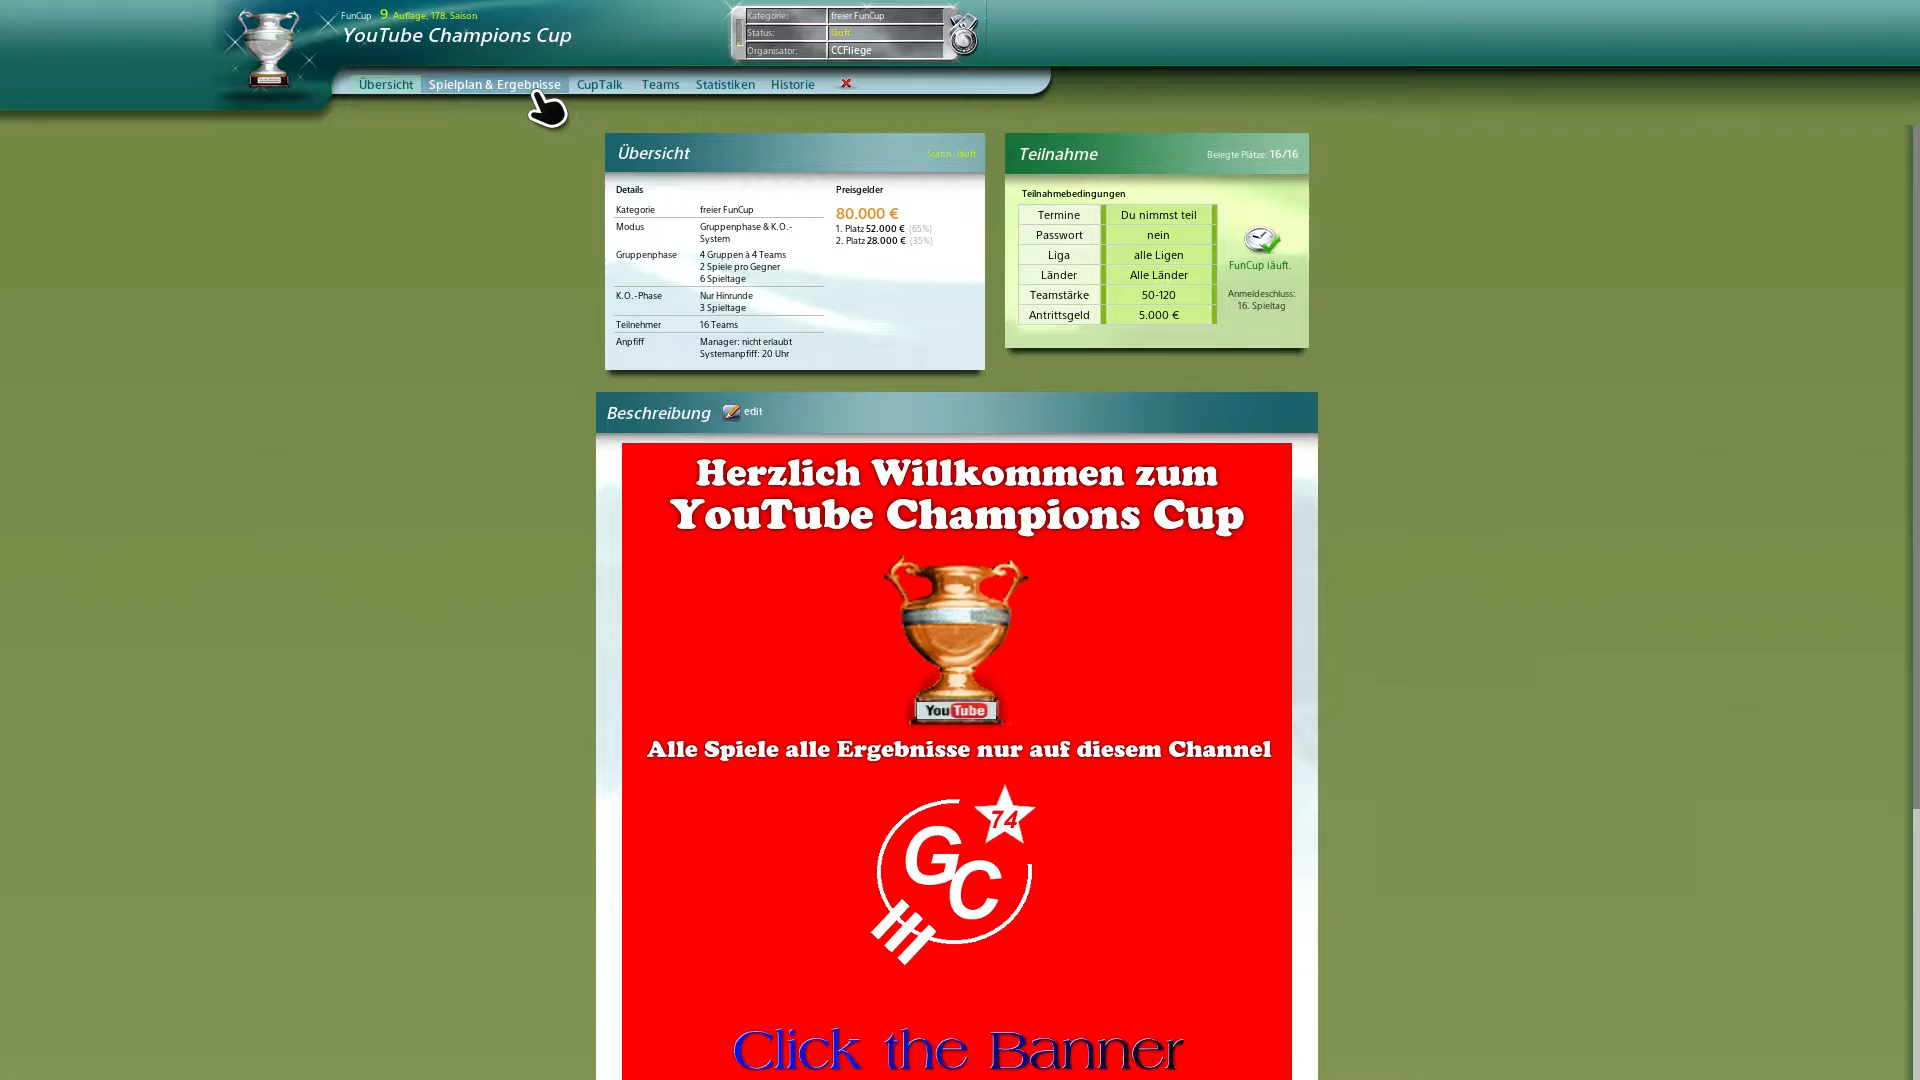 FunCup 9. Auflage, 178. Saison
YouTube Champions Cup
Kategorie: freier FunCup
Status: läuft
Organisator: CCFliege
Übersicht Spielplan & Ergebnisse CupTalk Teams Statistiken Historie
Übersicht Status: läuft
Details
Kategorie freier FunCup
Modus Gruppenphase & K.O.-
System
Gruppenphase 4 Gruppen à 4 Teams
2 Spiele pro Gegner
6 Spieltage
K.O.-Phase Nur Hinrunde
3 Spieltage
Teilnehmer 16 Teams
Anpfiff Manager: nicht erlaubt
Systemanpfiff: 20 Uhr
Preisgelder
80.000 €
1. Platz 52.000 € (65%)
2. Platz 28.000 € (35%)
Teilnahme Belegte Plätze: 16/16
Teilnahmebedingungen
Termine Du nimmst teil
Passwort nein
Liga alle Ligen
Länder Alle Länder
Teamstärke 50-120
Antrittsgeld 5.000 €
FunCup läuft.
Anmeldeschluss:
16. Spieltag
Beschreibung edit
Herzlich Willkommen zum
YouTube Champions Cup
YouTube
Alle Spiele alle Ergebnisse nur auf diesem Channel
74
GC
Click the Banner